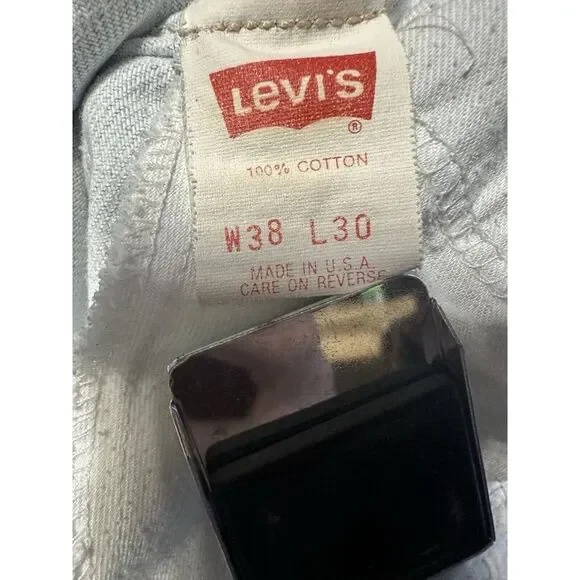 Levi's
®
100% COTTON
W38 L30
MADE IN U.S.A.
CARE ON REVERSE